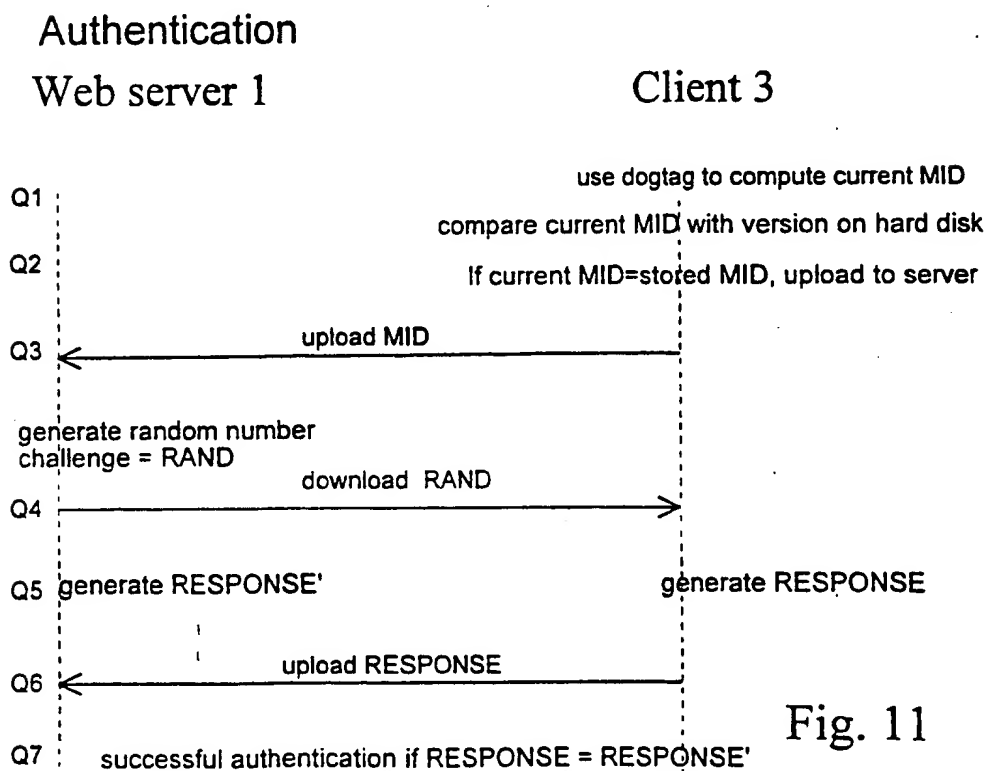 Authentication
Web server 1
Client 3
use dogtag to compute current MID
Q1
compare current MID with version on hard disk
Q2
If current MID=stored MID, upload to server
upload MID
Q3
generate random number
challenge = RAND
download RAND
Q4
Q5 generate RESPONSE'
generate RESPONSE
upload RESPONSE
Q6
Fig. 11
Q7 successful authentication if RESPONSE = RESPONSE'